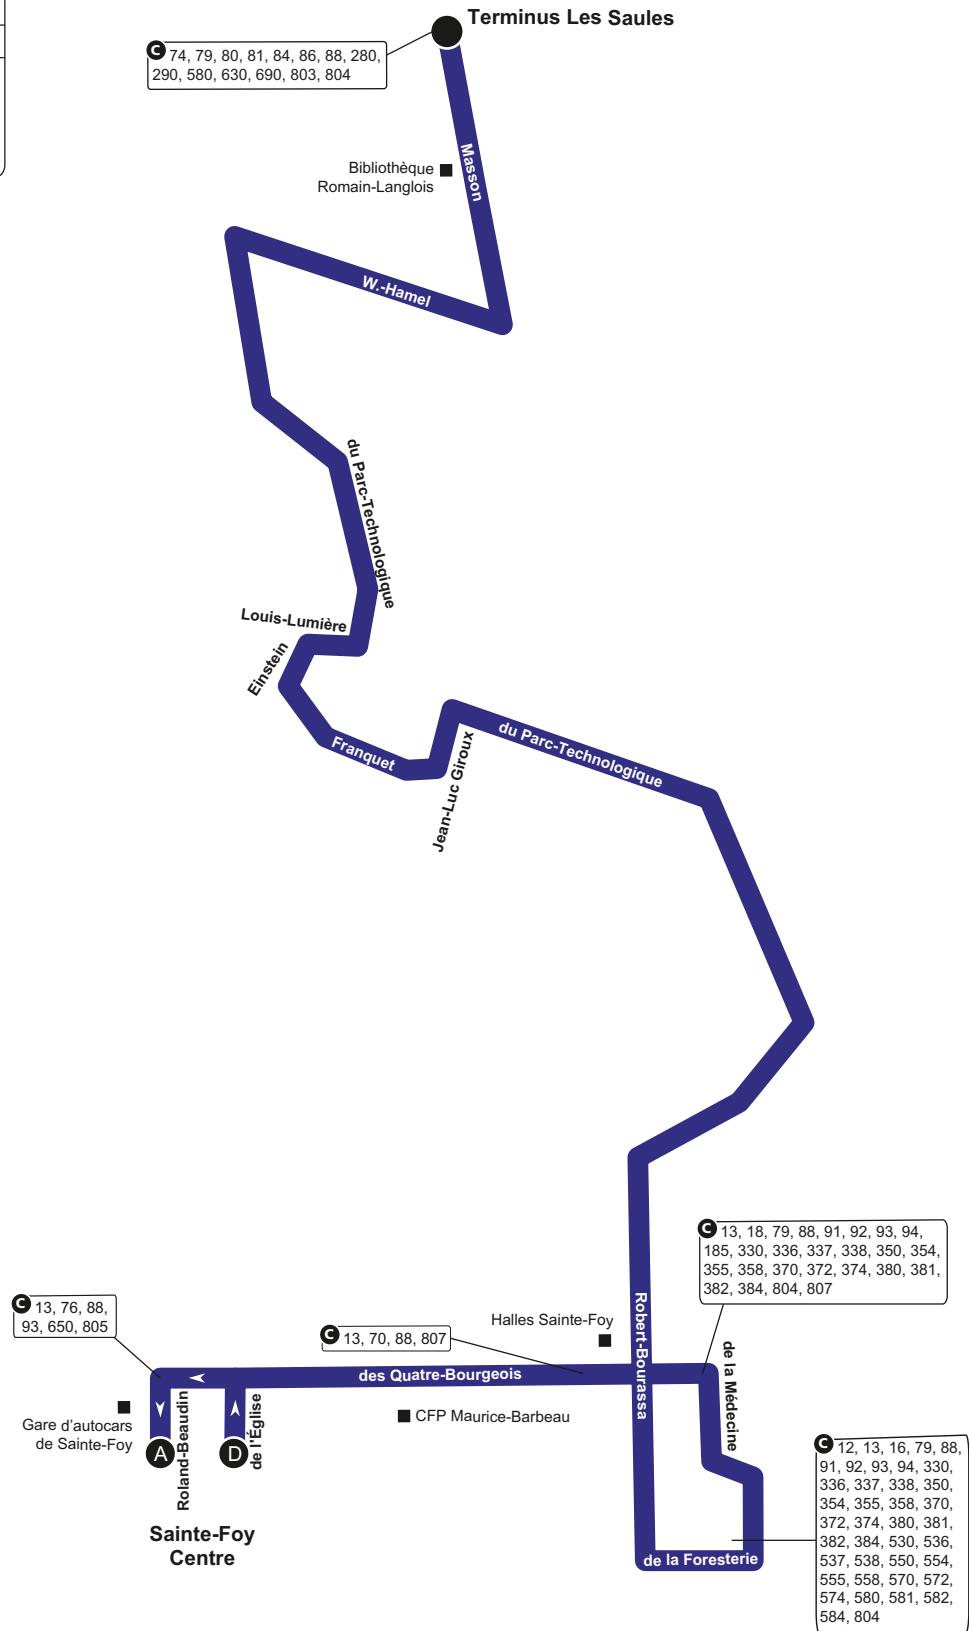 Terminus Les Saules
C 74, 79, 80, 81, 84, 86, 88, 280,
290, 580, 630, 690, 803, 804
Masson
Bibliothèque
Romain-Langlois
W.-Hamel
du Parc-Technologique
Louis-Lumière
Einstein
Franquet
Jean-Luc Giroux
du Parc-Technologique
C 13, 18, 79, 88, 91, 92, 93, 94,
185, 330, 336, 337, 338, 350, 354,
355, 358, 370, 372, 374, 380, 381,
382, 384, 804, 807
C 13, 76, 88,
93, 650, 805
Halles Sainte-Foy
C 13, 70, 88, 807
Robert-Bourassa
de la Médecine
des Quatre-Bourgeois
Gare d'autocars
de Sainte-Foy
CFP Maurice-Barbeau
Roland-Beaudin
de l'Église
A
D
C 12, 13, 16, 79, 88,
91, 92, 93, 94, 330,
336, 337, 338, 350,
354, 355, 358, 370,
372, 374, 380, 381,
382, 384, 530, 536,
537, 538, 550, 554,
555, 558, 570, 572,
574, 580, 581, 582,
584, 804
Sainte-Foy
Centre
de la Foresterie